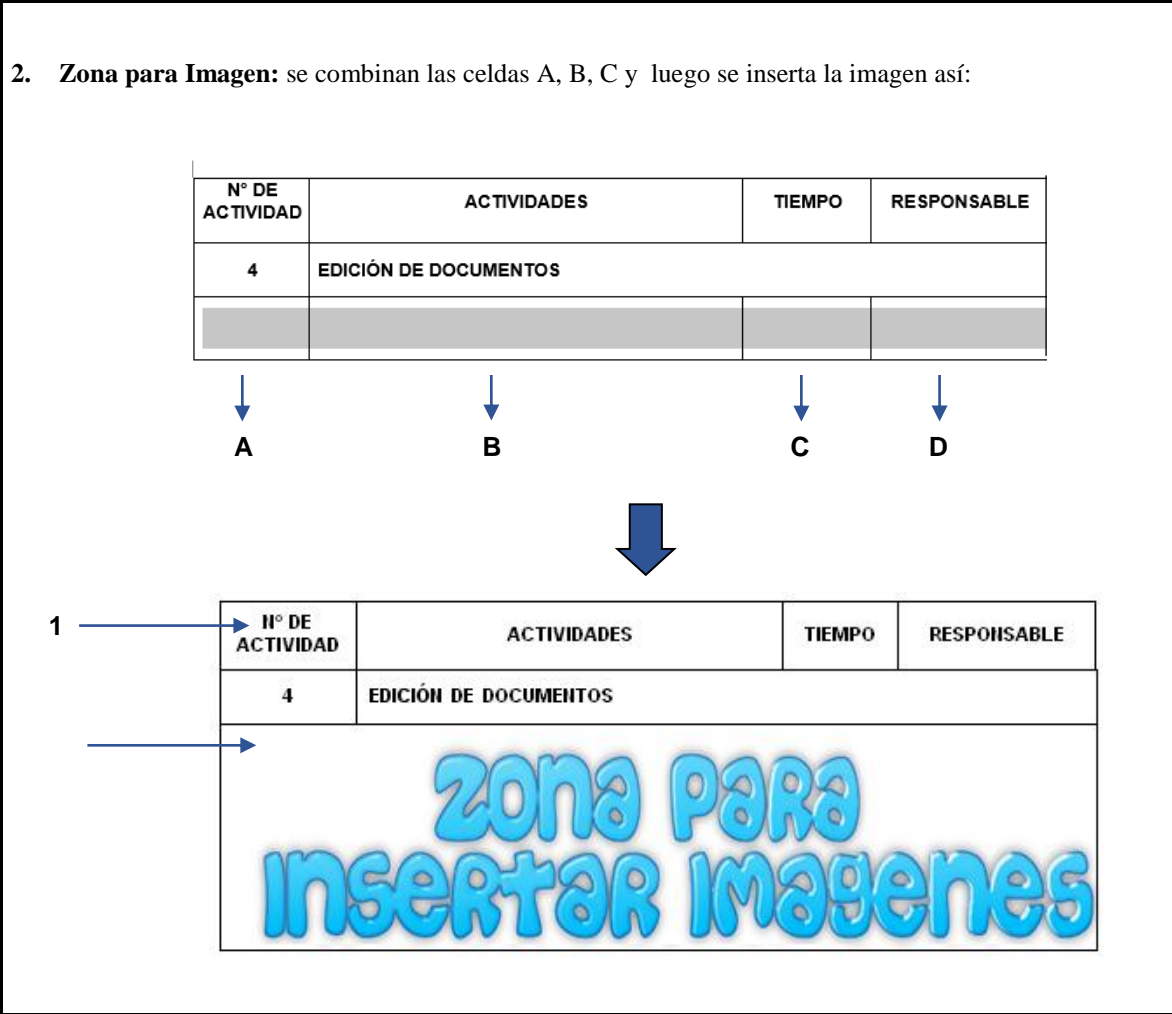 2. Zona para Imagen: se combinan las celdas A, B, C y luego se inserta la imagen así:
N° DE ACTIVIDAD ACTIVIDADES TIEMPO RESPONSABLE
4 EDICIÓN DE DOCUMENTOS
A B C D
1
N° DE ACTIVIDAD ACTIVIDADES TIEMPO RESPONSABLE
4 EDICIÓN DE DOCUMENTOS
ZONA PARA
INSERTAR IMAGENES